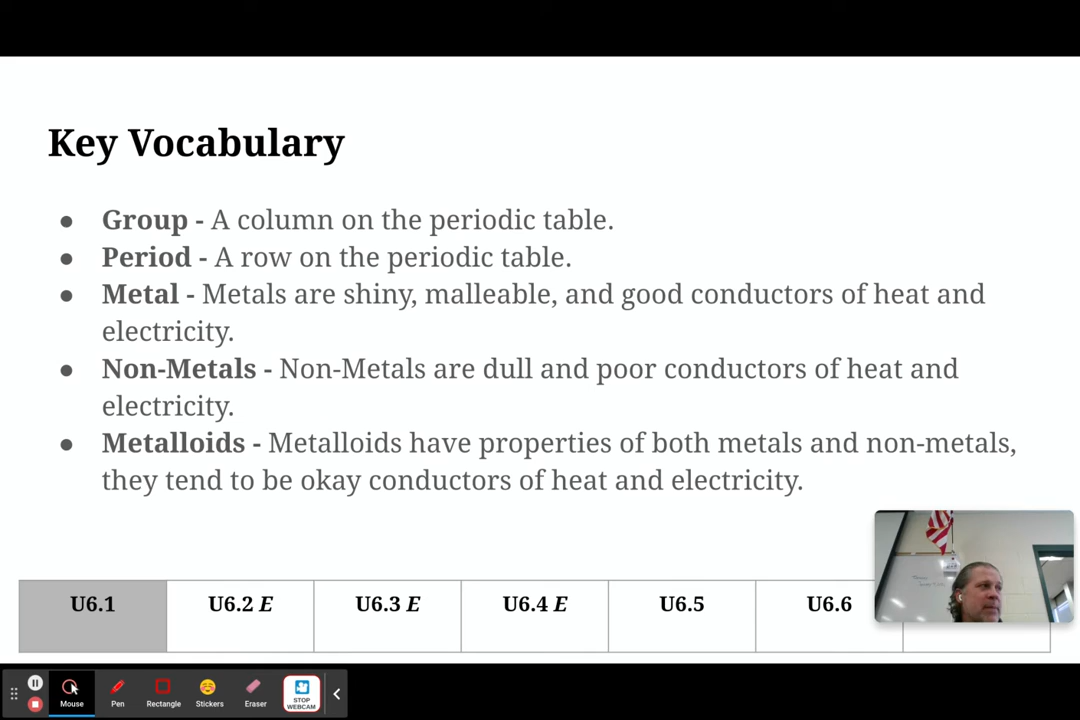 Key Vocabulary
● Group - A column on the periodic table.
● Period - A row on the periodic table.
● Metal - Metals are shiny, malleable, and good conductors of heat and
electricity.
● Non-Metals - Non-Metals are dull and poor conductors of heat and
electricity.
● Metalloids - Metalloids have properties of both metals and non-metals,
they tend to be okay conductors of heat and electricity.
U6.1 U6.2 E U6.3 E U6.4 E U6.5 U6.6
Mouse Pen Rectangle Stickers Eraser STOP
WEBCAM